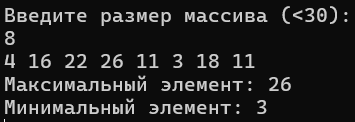 Введите размер массива (<30):
8
4 16 22 26 11 3 18 11
Максимальный элемент: 26
Минимальный элемент: 3